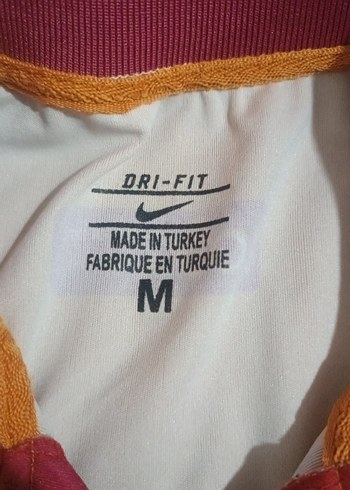 DRI-FIT
MADE IN TURKEY
FABRIQUE EN TURQUIE
M